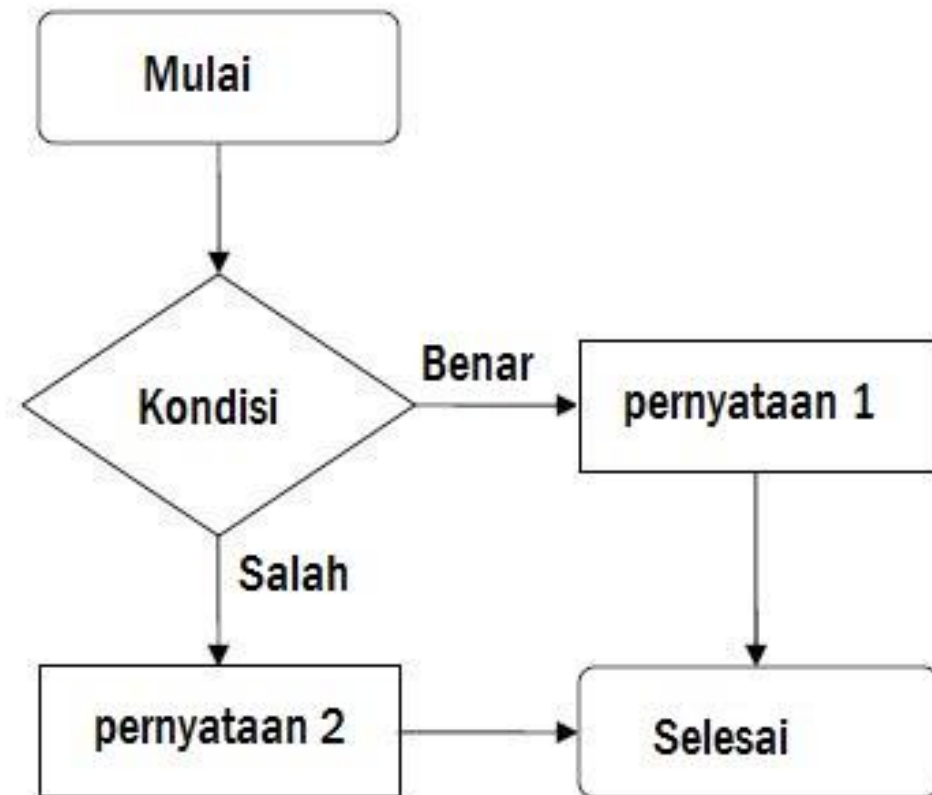 Mulai
Benar
Kondisi
pernyataan 1
Salah
pernyataan 2
Selesai